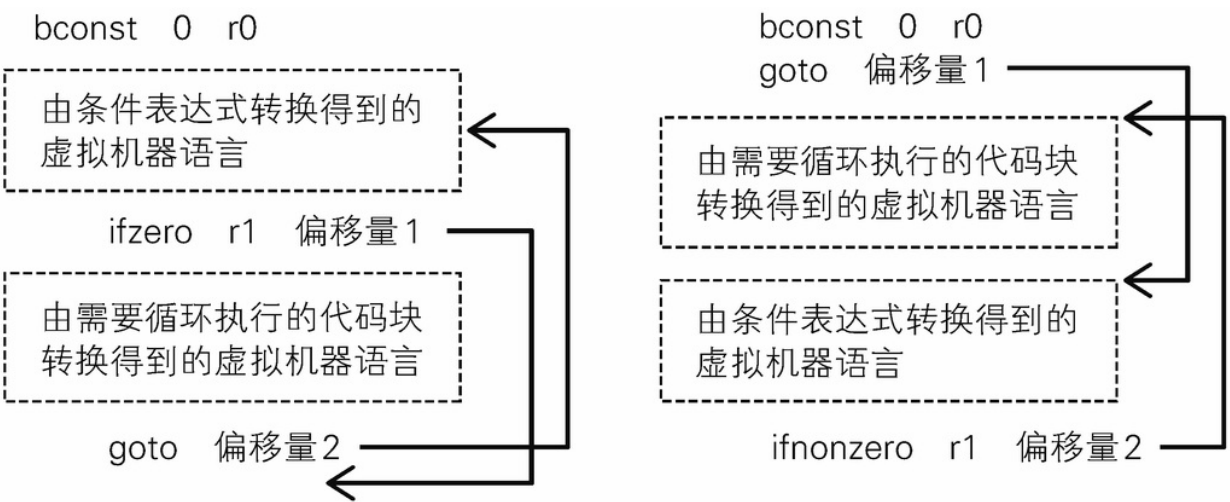 bconst 0 r0
由条件表达式转换得到的
虚拟机器语言
ifzero r1 偏移量1
由需要循环执行的代码块
转换得到的虚拟机器语言
goto 偏移量2
bconst 0 r0
goto 偏移量1
由需要循环执行的代码块
转换得到的虚拟机器语言
由条件表达式转换得到的
虚拟机器语言
ifnonzero r1 偏移量2